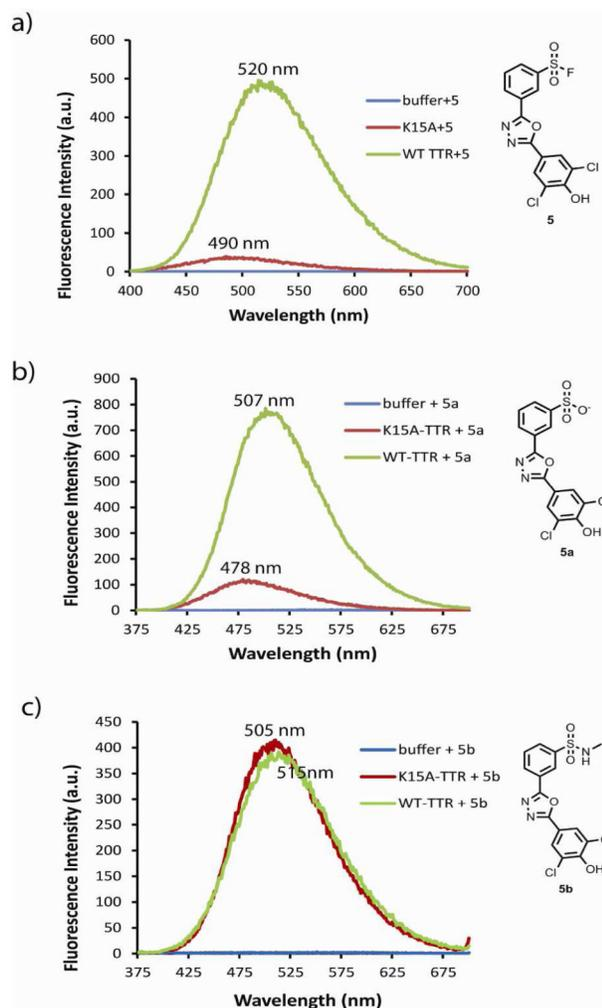 a)
Fluorescence Intensity (a.u.)
600
500
400
300
200
100
0
520 nm
490 nm
buffer+5
K15A+5
WT TTR+5
400
450
500
550
600
650
700
Wavelength (nm)
O
S
F
O
O
N
N
Cl
Cl
OH
5
b)
Fluorescence Intensity (a.u.)
900
800
700
600
500
400
300
200
100
0
507 nm
478 nm
buffer + 5a
K15A-TTR + 5a
WT-TTR + 5a
375
425
475
525
575
625
675
Wavelength (nm)
O
S
O-
O
O
N
N
Cl
OH
5a
c)
Fluorescence Intensity (a.u.)
450
400
350
300
250
200
150
100
50
0
505 nm
515nm
buffer + 5b
K15A-TTR + 5b
WT-TTR + 5b
375
425
475
525
575
625
675
Wavelength (nm)
O
S
N
H
O
O
N
N
Cl
OH
5b